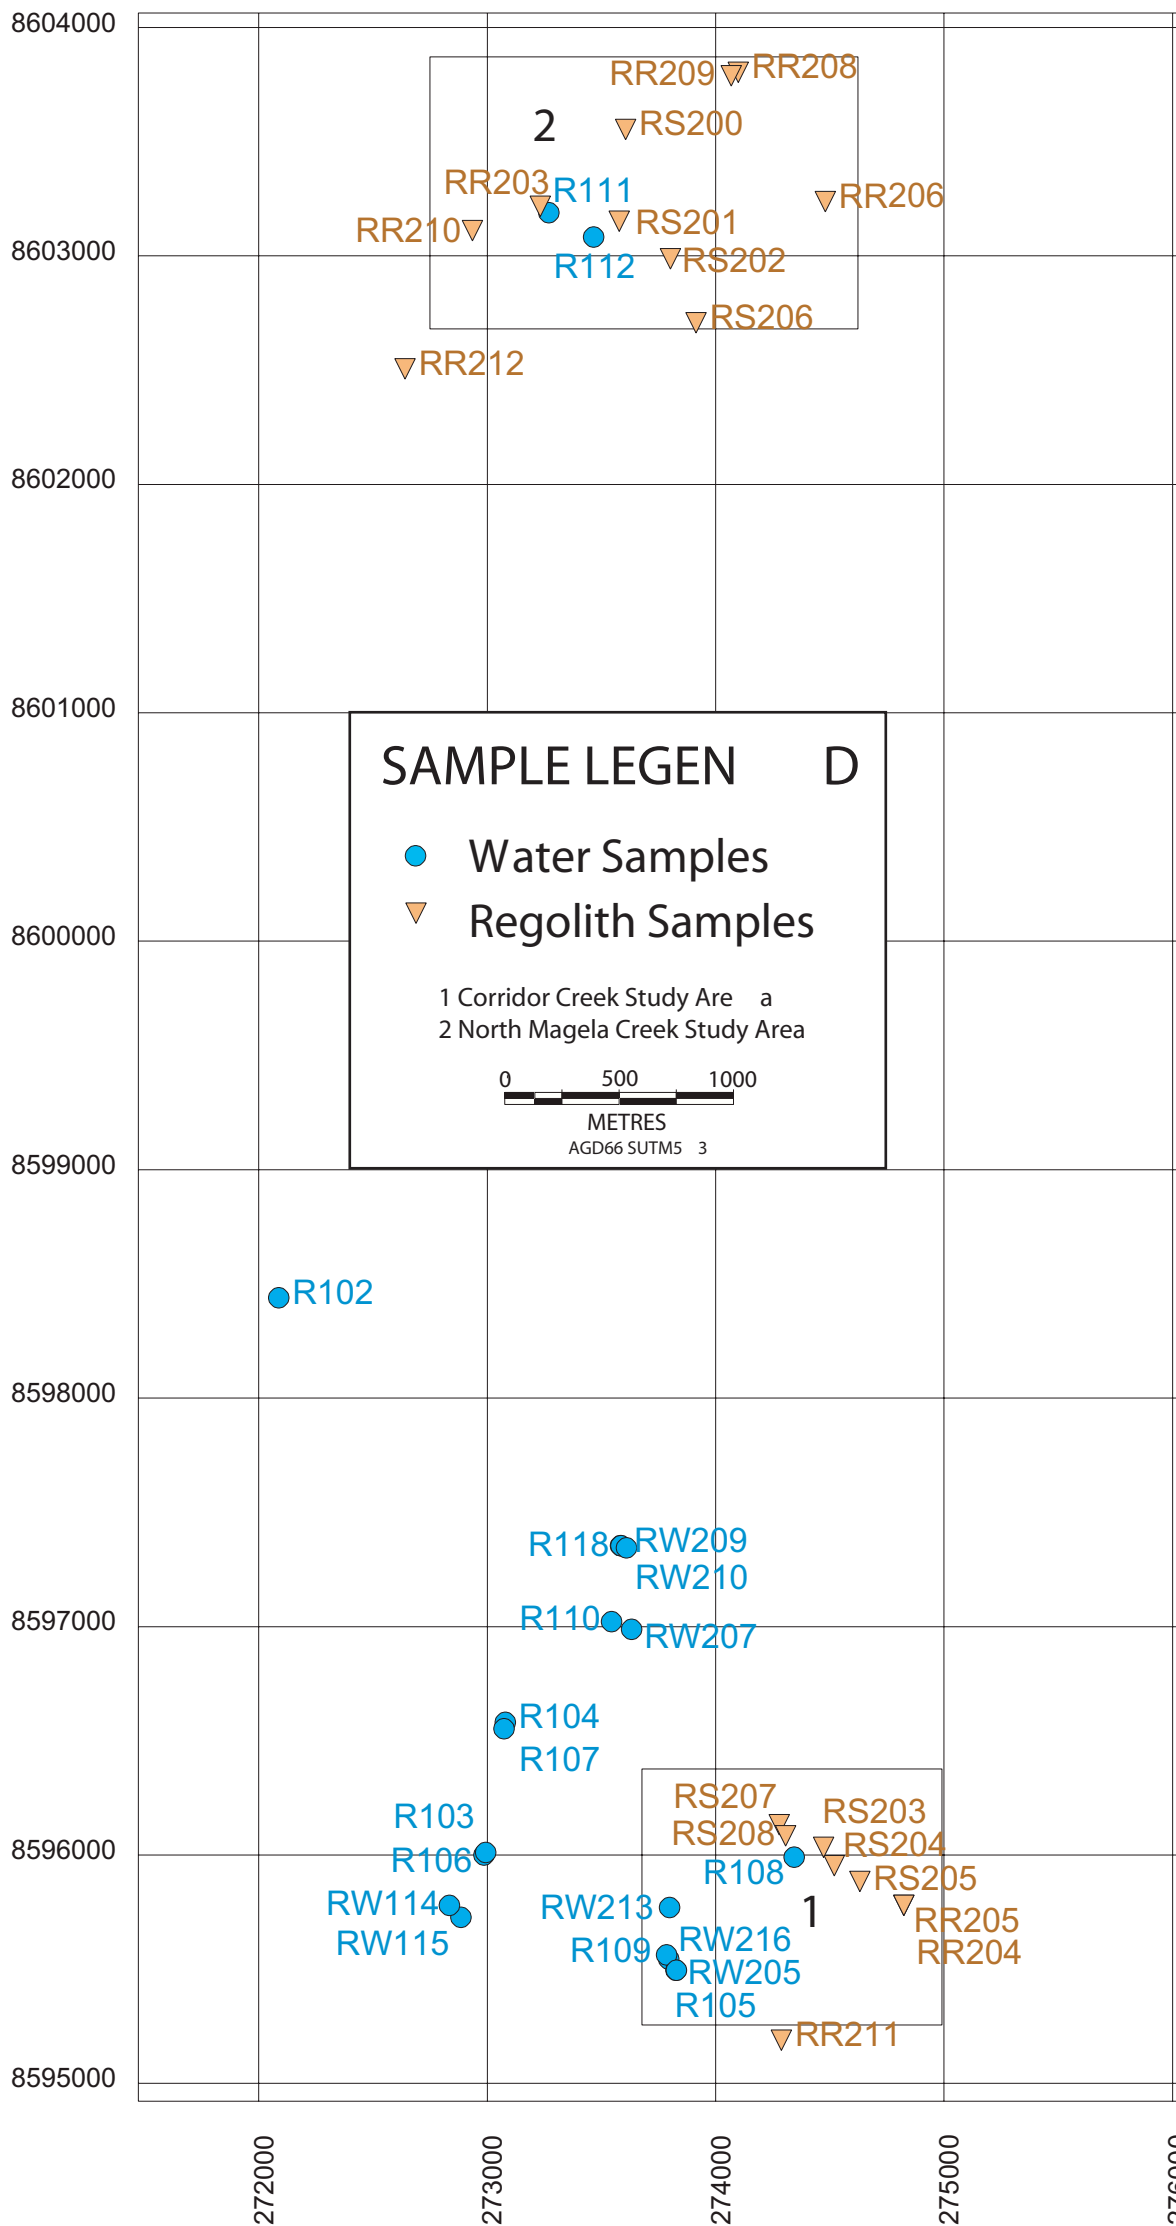 8604000
RR209
RR208
2
RS200
RR203
R111
RR206
RR210
RS201
8603000
R112
RS202
RS206
RR212
8602000
8601000
SAMPLE LEGEN D
Water Samples
Regolith Samples
8600000
1 Corridor Creek Study Are a
2 North Magela Creek Study Area
0 500 1000
METRES
AGD66 SUTM5 3
8599000
R102
8598000
R118
RW209
RW210
8597000
R110
RW207
R104
R107
RS207
RS203
R103
RS208
RS204
8596000
R106
R108
RS205
RW114
RW213
1
RR205
RW115
R109
RW216
RR204
RW205
R105
RR211
8595000
272000
273000
274000
275000
276000